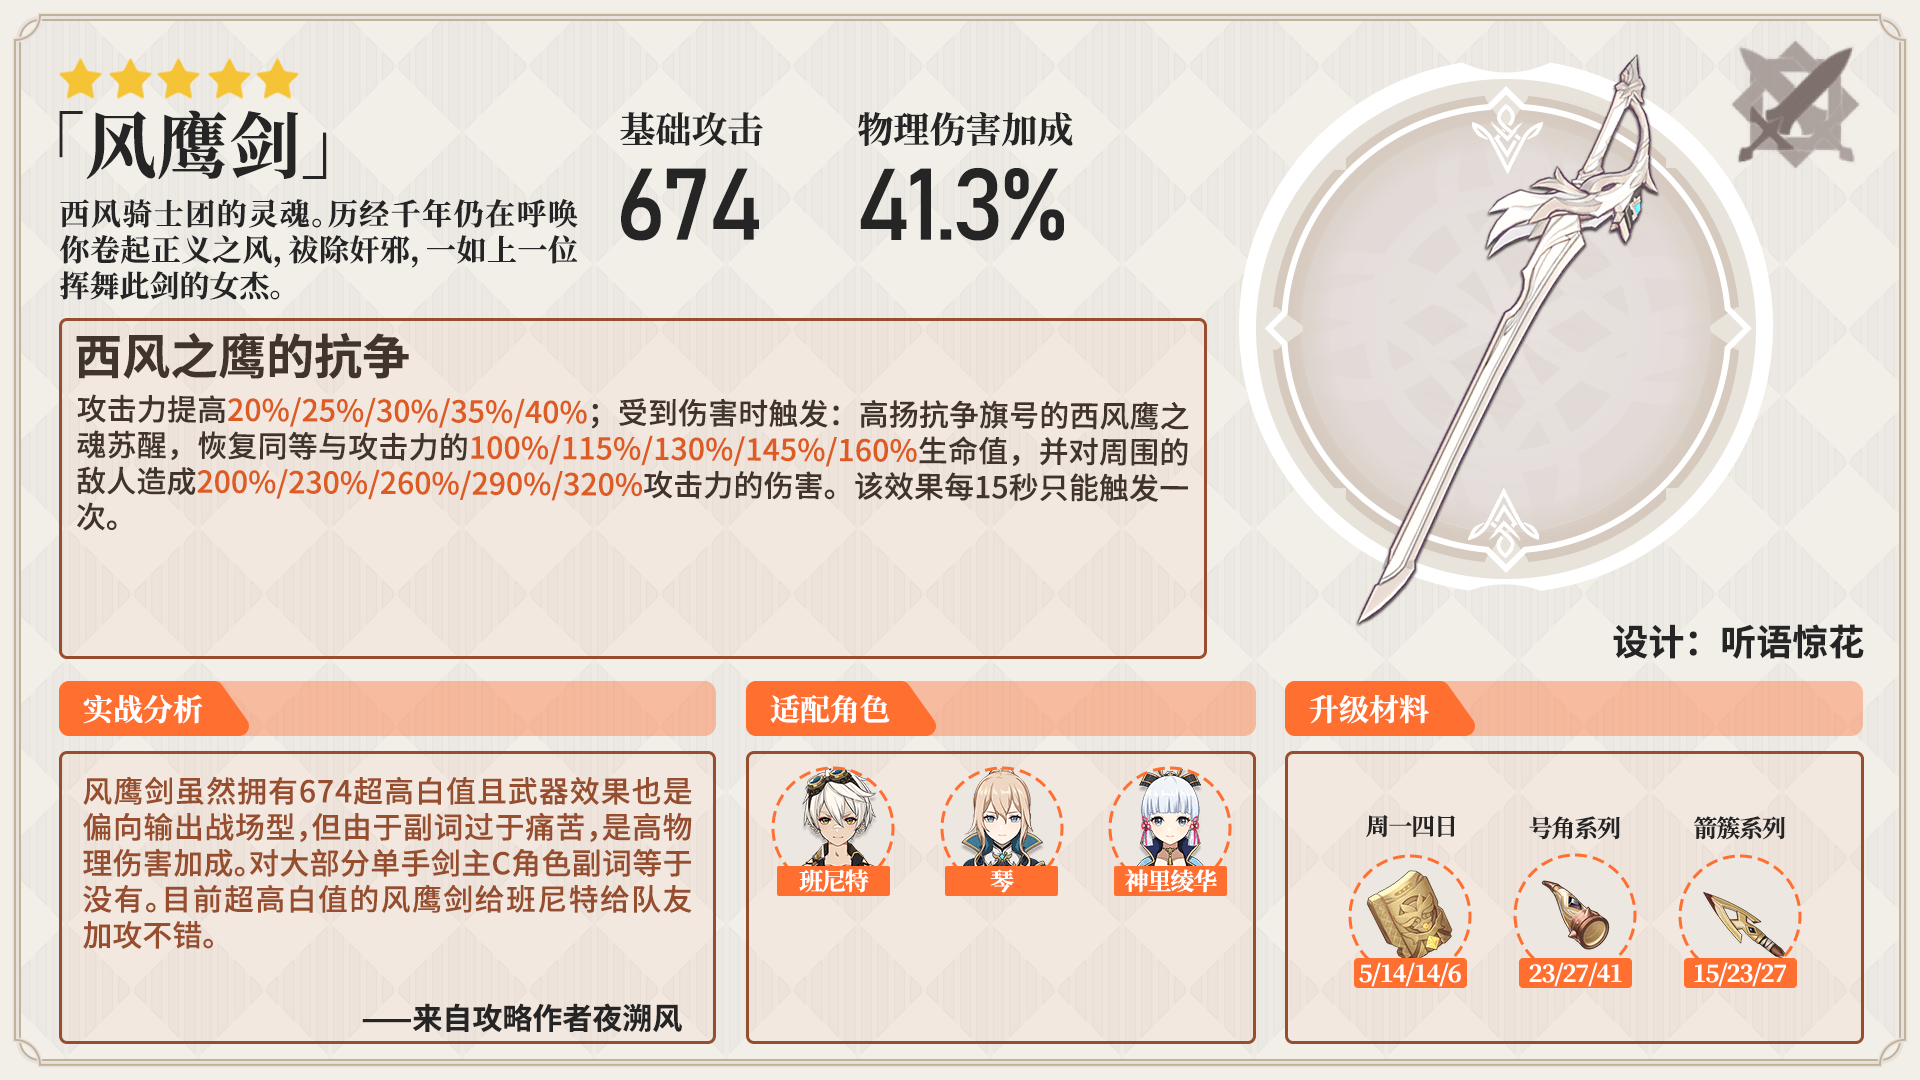 「风鹰剑」
西风骑士团的灵魂。历经千年仍在呼唤
你卷起正义之风，祓除奸邪，一如上一位
挥舞此剑的女杰。
基础攻击
674
物理伤害加成
41.3%
西风之鹰的抗争
攻击力提高20%/25%/30%/35%/40%；受到伤害时触发：高扬抗争旗号的西风鹰之
魂苏醒，恢复同等与攻击力的100%/115%/130%/145%/160%生命值，并对周围的
敌人造成200%/230%/260%/290%/320%攻击力的伤害。该效果每15秒只能触发一
次。
设计：听语惊花
实战分析
风鹰剑虽然拥有674超高白值且武器效果也是
偏向输出战场型，但由于副词过于痛苦，是高物
理伤害加成。对大部分单手剑主C角色副词等于
没有。目前超高白值的风鹰剑给班尼特给队友
加攻不错。
——来自攻略作者夜溯风
适配角色
班尼特
琴
神里绫华
升级材料
周一四日
号角系列
箭簇系列
5/14/14/6
23/27/41
15/23/27